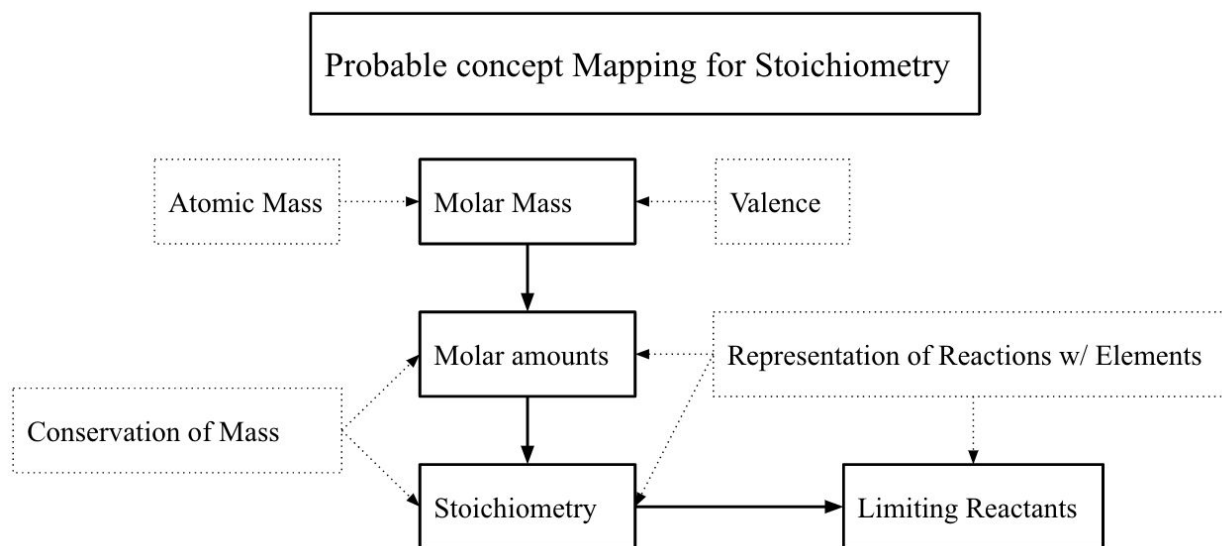 Probable concept Mapping for Stoichiometry
Atomic Mass
Molar Mass
Valence
Molar amounts
Representation of Reactions w/ Elements
Conservation of Mass
Stoichiometry
Limiting Reactants